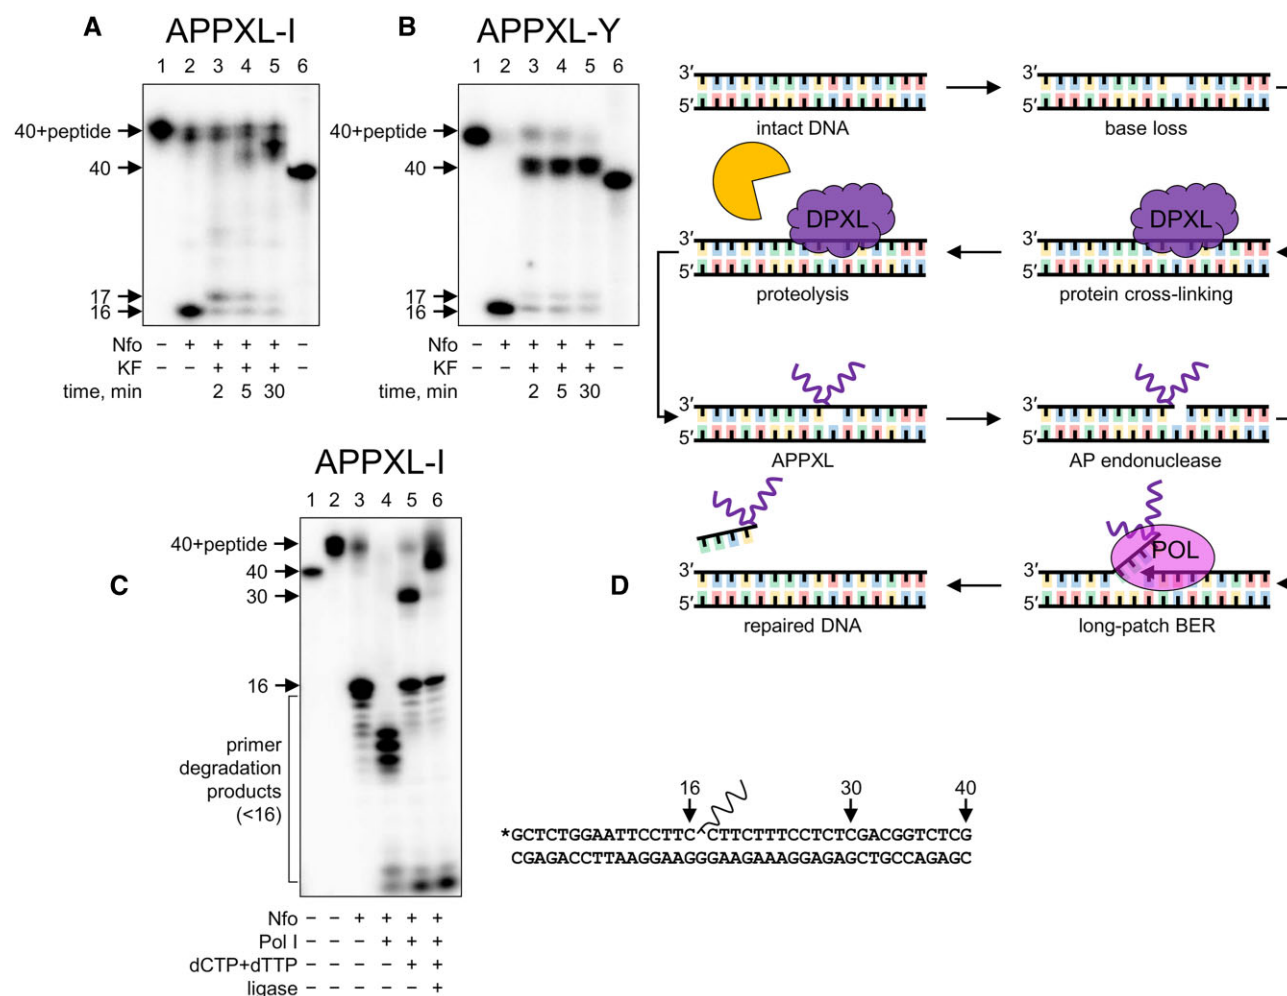 A APPXL-I
1 2 3 4 5 6
40+peptide
40
17
16
Nfo – + + + + –
KF – – + + + –
time, min 2 5 30
B APPXL-Y
1 2 3 4 5 6
40+peptide
40
17
16
Nfo – + + + + –
KF – – + + + –
time, min 2 5 30
C APPXL-I
1 2 3 4 5 6
40+peptide
40
30
16
primer
degradation
products
(<16)
Nfo – – + + + +
Pol I – – – + + +
dCTP+dTTP – – – – + +
ligase – – – – – +
D
3′
5′
intact DNA
3′
5′
base loss
DPXL
3′
5′
proteolysis
DPXL
3′
5′
protein cross-linking
3′
5′
APPXL
3′
5′
AP endonuclease
3′
5′
repaired DNA
POL
3′
5′
long-patch BER
16 30 40
*GCTCTGGAATTCCTTC CTTCTTTCCTCTCGACGGTCTCG
CGAGACCTTAAGGAAGGGAAGAAAGGAGAGCTGCCAGAGC